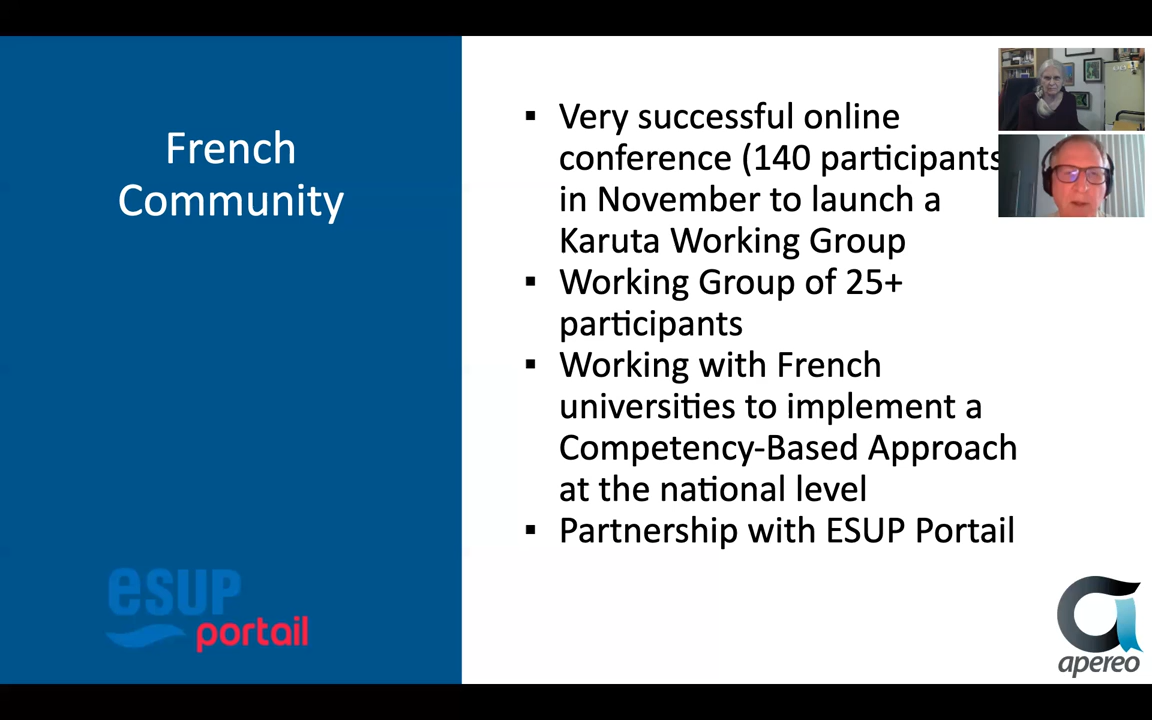 French
Community
▪ Very successful online
conference (140 participants
in November to launch a
Karuta Working Group
▪ Working Group of 25+
participants
▪ Working with French
universities to implement a
Competency-Based Approach
at the national level
▪ Partnership with ESUP Portail
esup
portail
apereo